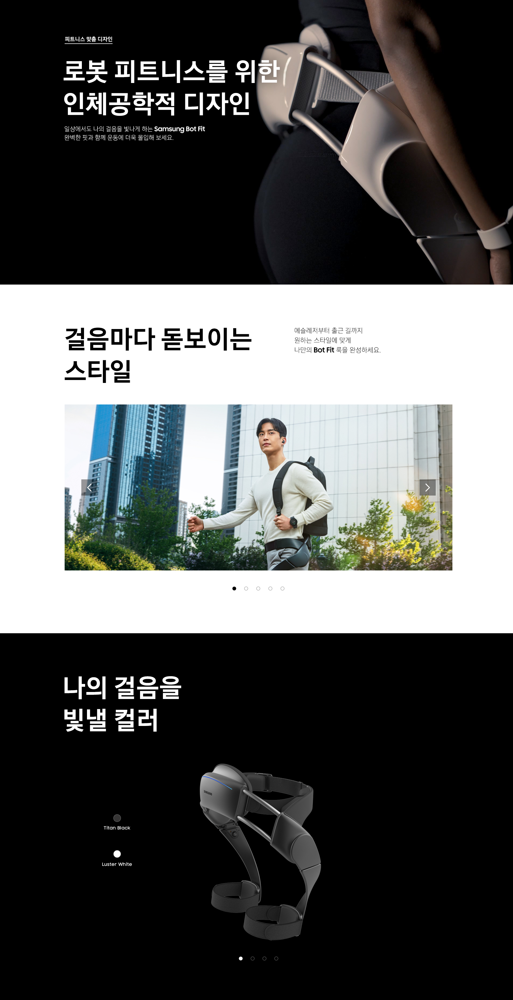 피트니스 맞춤 디자인
로봇 피트니스를 위한
인체공학적 디자인
일상에서도 나의 걸음을 빛나게 하는 Samsung Bot Fit
완벽한 핏과 함께 운동에 더욱 몰입해 보세요.
걸음마다 돋보이는
스타일
에슬레저부터 출근 길까지
원하는 스타일에 맞게
나만의 Bot Fit 룩을 완성하세요.
나의 걸음을
빛낼 컬러
SAMSUNG
Titan Black
Luster White